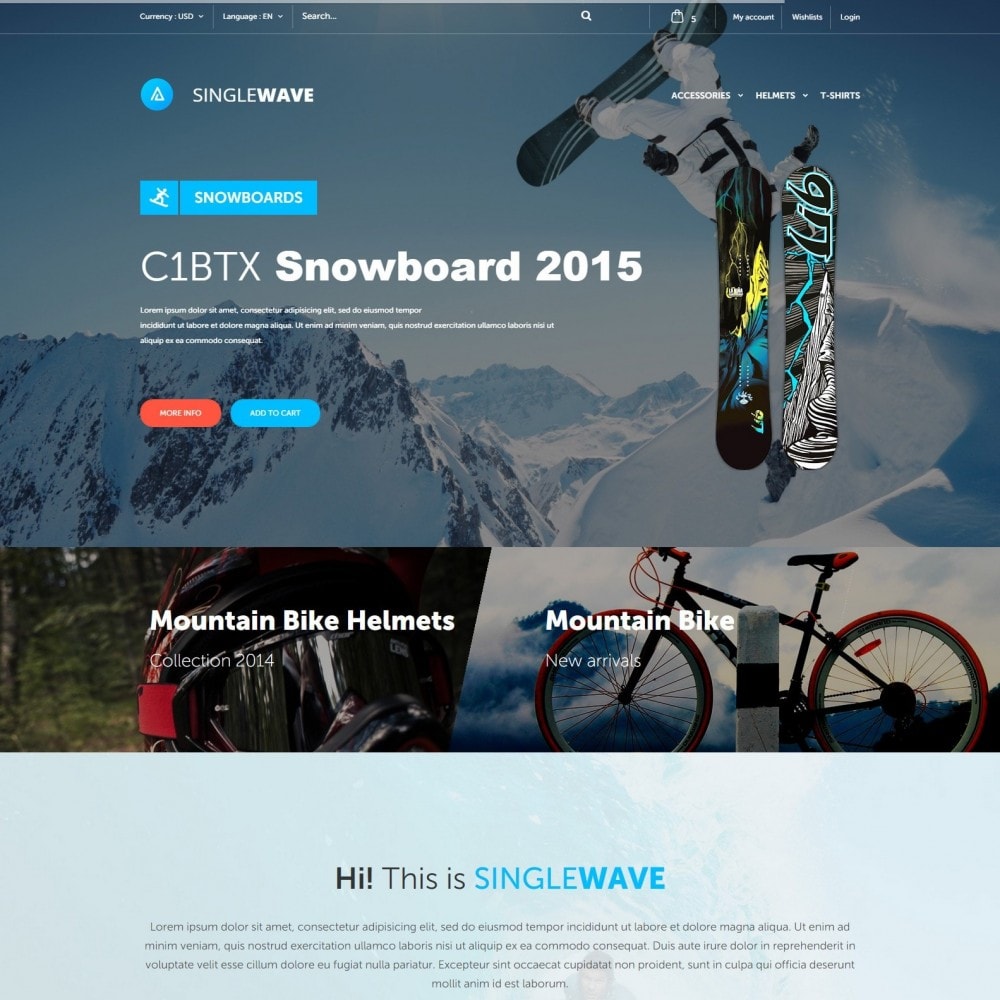 Currency : USD Language : EN Search... 5 My account Wishlists Login
SINGLEWAVE ACCESSORIES HELMETS T-SHIRTS
SNOWBOARDS
C1BTX Snowboard 2015
Lorem ipsum dolor sit amet, consectetur adipisicing elit, sed do eiusmod tempor
incididunt ut labore et dolore magna aliqua. Ut enim ad minim veniam, quis nostrud exercitation ullamco laboris nisi ut
aliquip ex ea commodo consequat.
MORE INFO ADD TO CART
Mountain Bike Helmets
Collection 2014
Mountain Bike
New arrivals
Hi! This is SINGLEWAVE
Lorem ipsum dolor sit amet, consectetur adipisicing elit, sed do eiusmod tempor incididunt ut labore et dolore magna aliqua. Ut enim ad
minim veniam, quis nostrud exercitation ullamco laboris nisi ut aliquip ex ea commodo consequat. Duis aute irure dolor in reprehenderit in
voluptate velit esse cillum dolore eu fugiat nulla pariatur. Excepteur sint occaecat cupidatat non proident, sunt in culpa qui officia deserunt
mollit anim id est laborum.